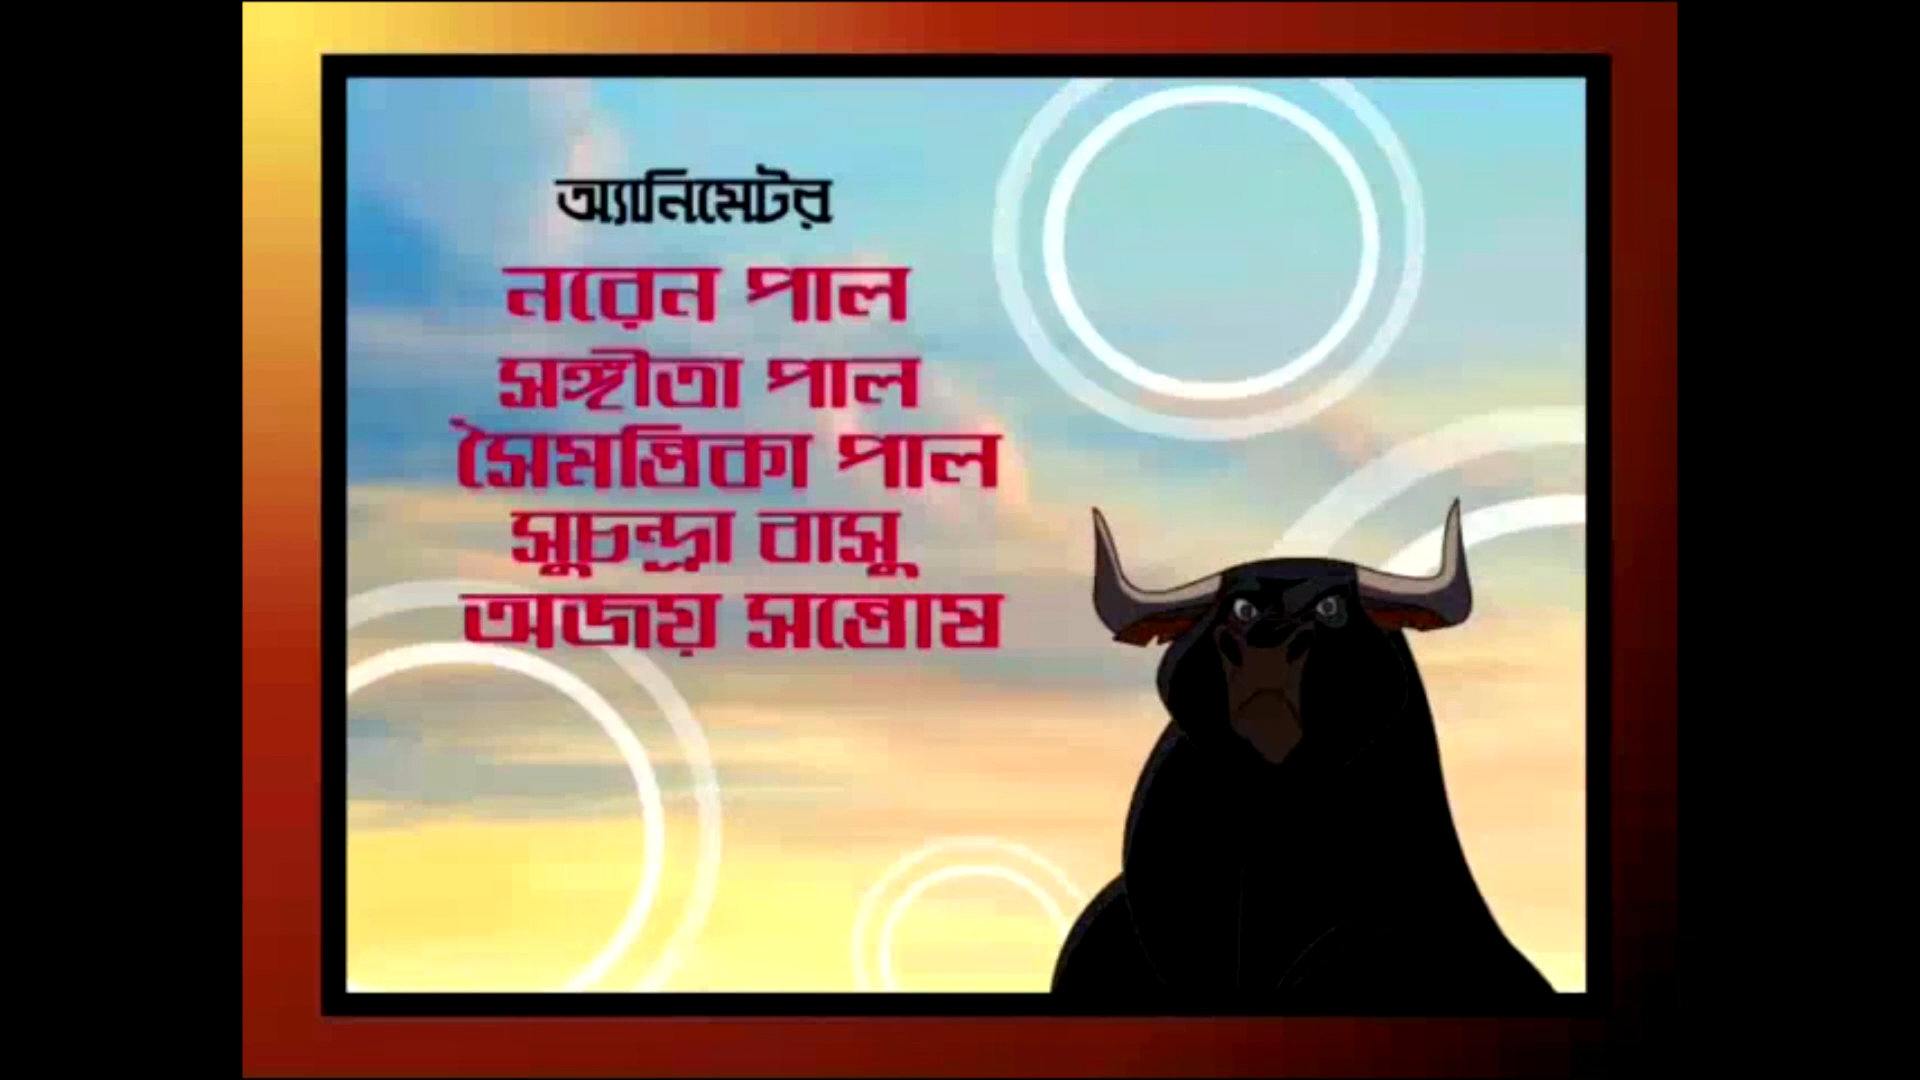 অ্যানিমেটর
নরেন পাল
সঙ্গীতা পাল
সৈমন্তিকা পাল
সুচন্দ্রা বাসু
অজয় সন্তোষ